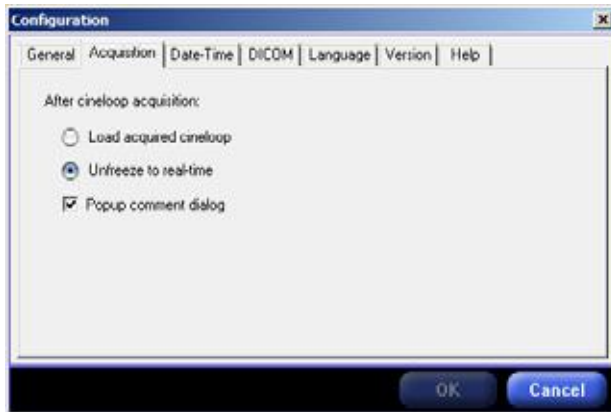 Configuration
General Acquisition Date-Time DICOM Language Version Help
After cineloop acquisition:
Load acquired cineloop
Unfreeze to real-time
Popup comment dialog
OK Cancel